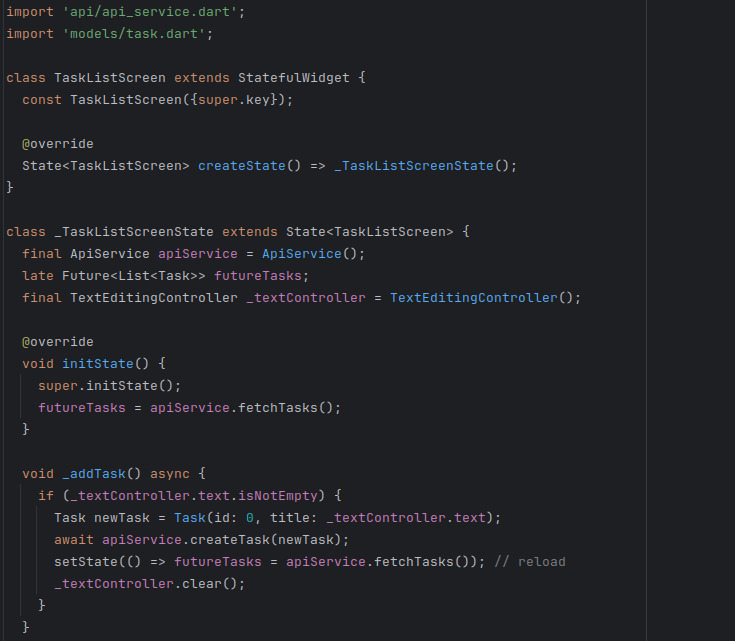 import 'api/api_service.dart';
import 'models/task.dart';
class TaskListScreen extends StatefulWidget {
const TaskListScreen({super.key});
@override
State<TaskListScreen> createState() => _TaskListScreenState();
}
class _TaskListScreenState extends State<TaskListScreen> {
final ApiService apiService = ApiService();
late Future<List<Task>> futureTasks;
final TextEditingController _textController = TextEditingController();
@override
void initState() {
super.initState();
futureTasks = apiService.fetchTasks();
}
void _addTask() async {
if (_textController.text.isNotEmpty) {
Task newTask = Task(id: 0, title: _textController.text);
await apiService.createTask(newTask);
setState(() => futureTasks = apiService.fetchTasks()); // reload
_textController.clear();
}
}